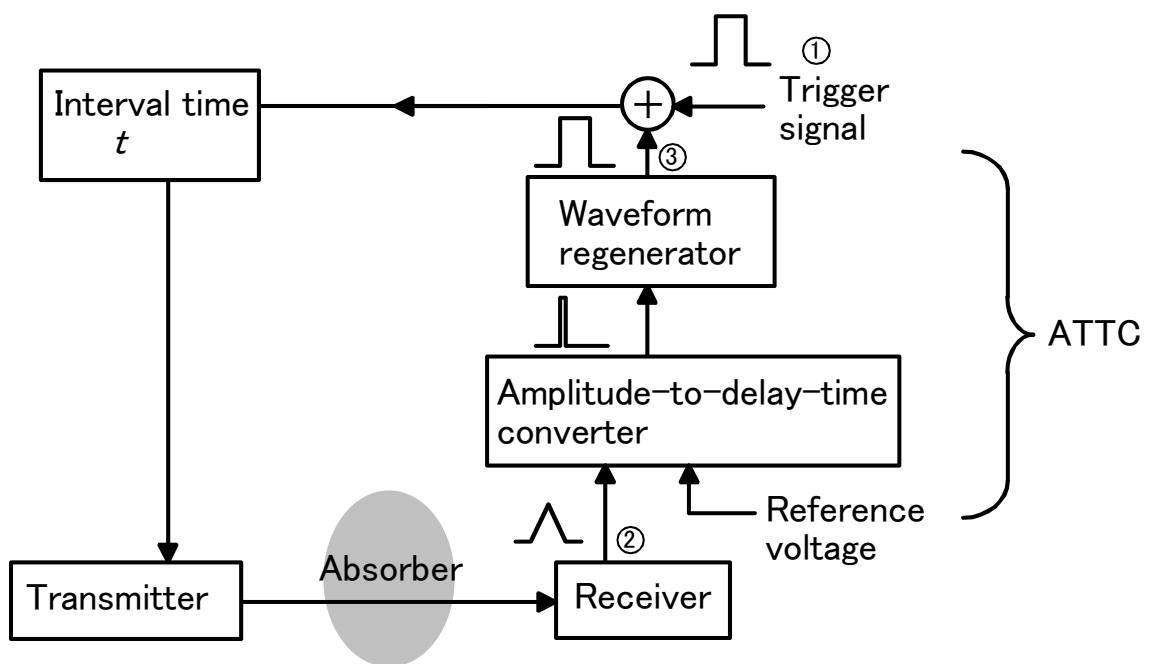 ①
Trigger
signal
Interval time
t
+
③
Waveform
regenerator
ATTC
Amplitude-to-delay-time
converter
Reference
voltage
②
Absorber
Transmitter
Receiver